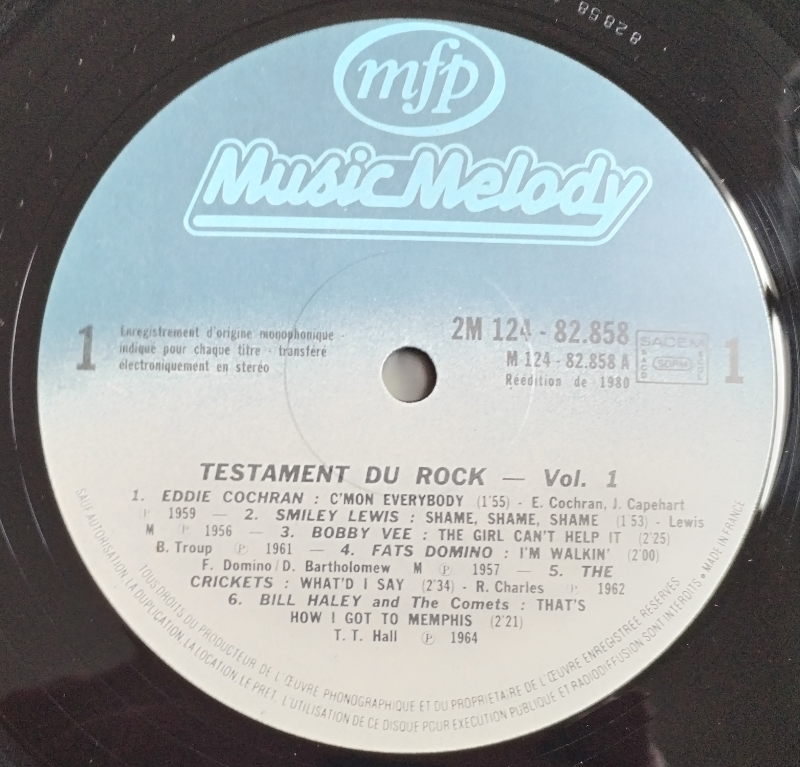 82858
mfp
Music Melody
1
Enregistrement d'origine monophonique -
indiqué pour chaque titre - transféré
électroniquement en stéréo
2M 124 - 82.858
M 124 - 82.858 A
Réédition de 1980
SACEM
SDRM
1
TESTAMENT DU ROCK — Vol. 1
1. EDDIE COCHRAN : C'MON EVERYBODY (1'55) - E. Cochran, J. Capehart
℗ 1959 — 2. SMILEY LEWIS : SHAME, SHAME, SHAME (1'53) - Lewis
M ℗ 1956 — 3. BOBBY VEE : THE GIRL CAN'T HELP IT (2'25)
B. Troup ℗ 1961 — 4. FATS DOMINO : I'M WALKIN' (2'00)
F. Domino/D. Bartholomew M ℗ 1957 — 5. THE
CRICKETS : WHAT'D I SAY (2'34) - R. Charles ℗ 1962
6. BILL HALEY and The Comets : THAT'S
HOW I GOT TO MEMPHIS (2'21)
T. T. Hall ℗ 1964
TOUS DROITS DU PRODUCTEUR DE L'ŒUVRE PHONOGRAPHIQUE ET DU PROPRIETAIRE DE L'ŒUVRE ENREGISTREE RESERVES
SAUF AUTORISATION, LA DUPLICATION, LA LOCATION, LE PRET, L'UTILISATION DE CE DISQUE POUR EXECUTION PUBLIQUE ET RADIODIFFUSION SONT INTERDITS • MADE IN FRANCE